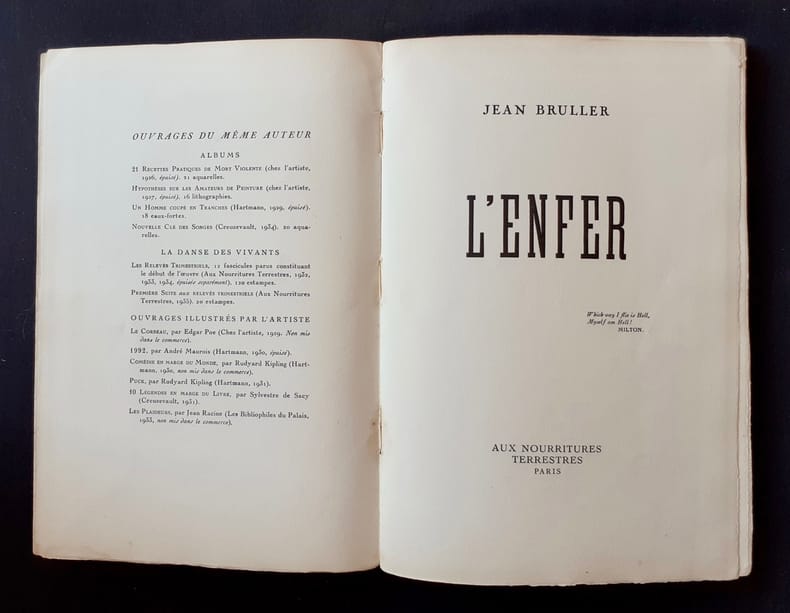 OUVRAGES DU MÊME AUTEUR
ALBUMS
21 RECETTES PRATIQUES DE MORT VIOLENTE (chez l'artiste,
1926, épuisé). 21 aquarelles.
HYPOTHÈSES SUR LES AMATEURS DE PEINTURE (chez l'artiste,
1927, épuisé), 16 lithographies.
UN HOMME COUPÉ EN TRANCHES (Hartmann, 1929, épuisé).
18 eaux-fortes.
NOUVELLE CLÉ DES SONGES (Creuzevault, 1934). 20 aqua-
relles.
LA DANSE DES VIVANTS
LES RELEVÉS TRIMESTRIELS, 12 fascicules parus constituant
le début de l'œuvre (Aux Nourritures Terrestres, 1932,
1933, 1934, épuisés séparément), 120 estampes.
PREMIÈRE SUITE aux RELEVÉS TRIMESTRIELS (Aux Nourritures
Terrestres, 1935). 20 estampes.
OUVRAGES ILLUSTRÉS PAR L'ARTISTE
LE CORBEAU, par Edgar Poe (Chez l'artiste, 1929. Non mis
dans le commerce).
1992, par André Maurois (Hartmann, 1930, épuisé).
COMÉDIE EN MARGE DU MONDE, par Rudyard Kipling (Hart-
mann, 1930, non mis dans le commerce).
PUCK, par Rudyard Kipling (Hartmann, 1931).
10 LÉGENDES EN MARGE DU LIVRE, par Sylvestre de Sacy
(Creuzevault, 1931).
LES PLAIDEURS, par Jean Racine (Les Bibliophiles du Palais,
1933, non mis dans le commerce).
JEAN BRULLER
L'ENFER
Which way I flie is Hell,
Myself am Hell!
MILTON.
AUX NOURRITURES
TERRESTRES
PARIS